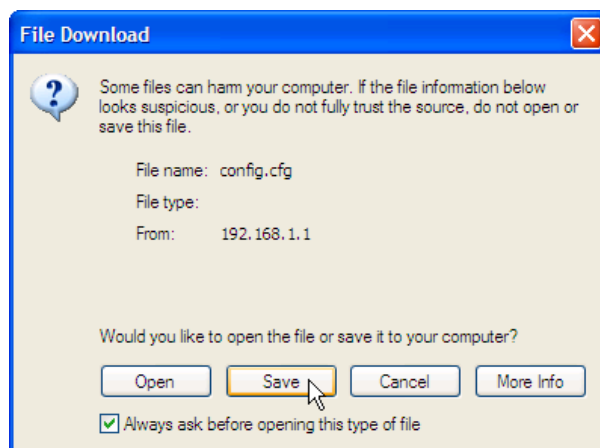 File Download
Some files can harm your computer. If the file information below
looks suspicious, or you do not fully trust the source, do not open or
save this file.
File name: config.cfg
File type:
From: 192.168.1.1
Would you like to open the file or save it to your computer?
Open Save Cancel More Info
Always ask before opening this type of file